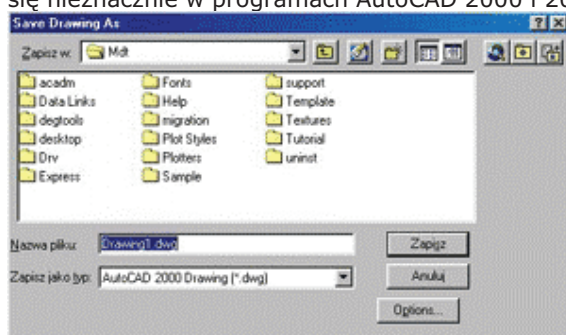 się nieznacznie w programach AutoCAD 2000 i 20
Save Drawing As
Zapisz w: Mdt
acadm Fonts support
Data Links Help Template
degtools migration Textures
desktop Plot Styles Tutorial
Drv Plotters uninst
Express Sample
Nazwa pliku: Drawing1.dwg Zapisz
Zapisz jako typ: AutoCAD 2000 Drawing (*.dwg) Anuluj
Options...